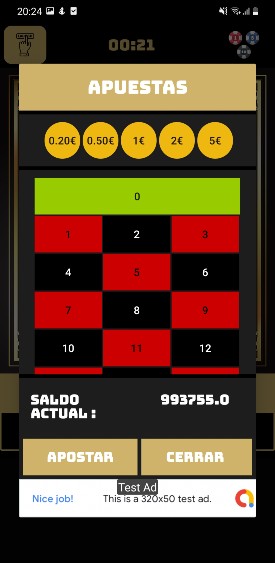 20:24
00:21
APUESTAS
0.20€ 0.50€ 1€ 2€ 5€
0
1 2 3
4 5 6
7 8 9
10 11 12
SALDO 993755.0
ACTUAL :
APOSTAR CERRAR
Test Ad
Nice job! This is a 320x50 test ad.